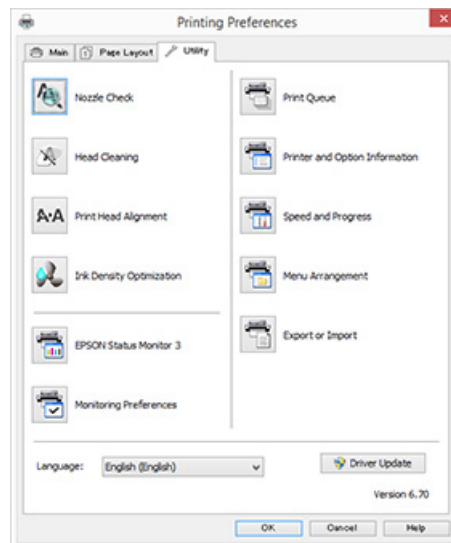 Printing Preferences
Main
Page Layout
Utility
Nozzle Check
Head Cleaning
Print Head Alignment
Ink Density Optimization
EPSON Status Monitor 3
Monitoring Preferences
Print Queue
Printer and Option Information
Speed and Progress
Menu Arrangement
Export or Import
Language: English (English)
Driver Update
Version 6.70
OK Cancel Help